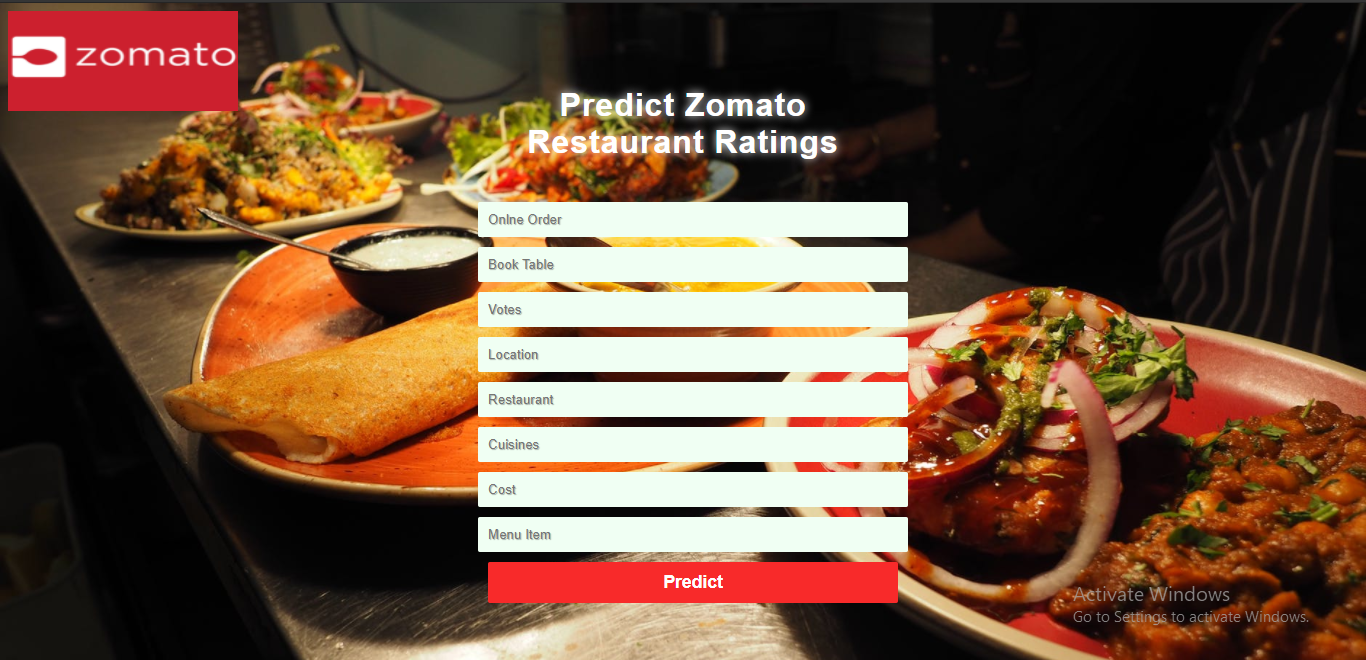 zomato
Predict Zomato
Restaurant Ratings
Onlne Order
Book Table
Votes
Location
Restaurant
Cuisines
Cost
Menu Item
Predict
Activate Windows
Go to Settings to activate Windows.